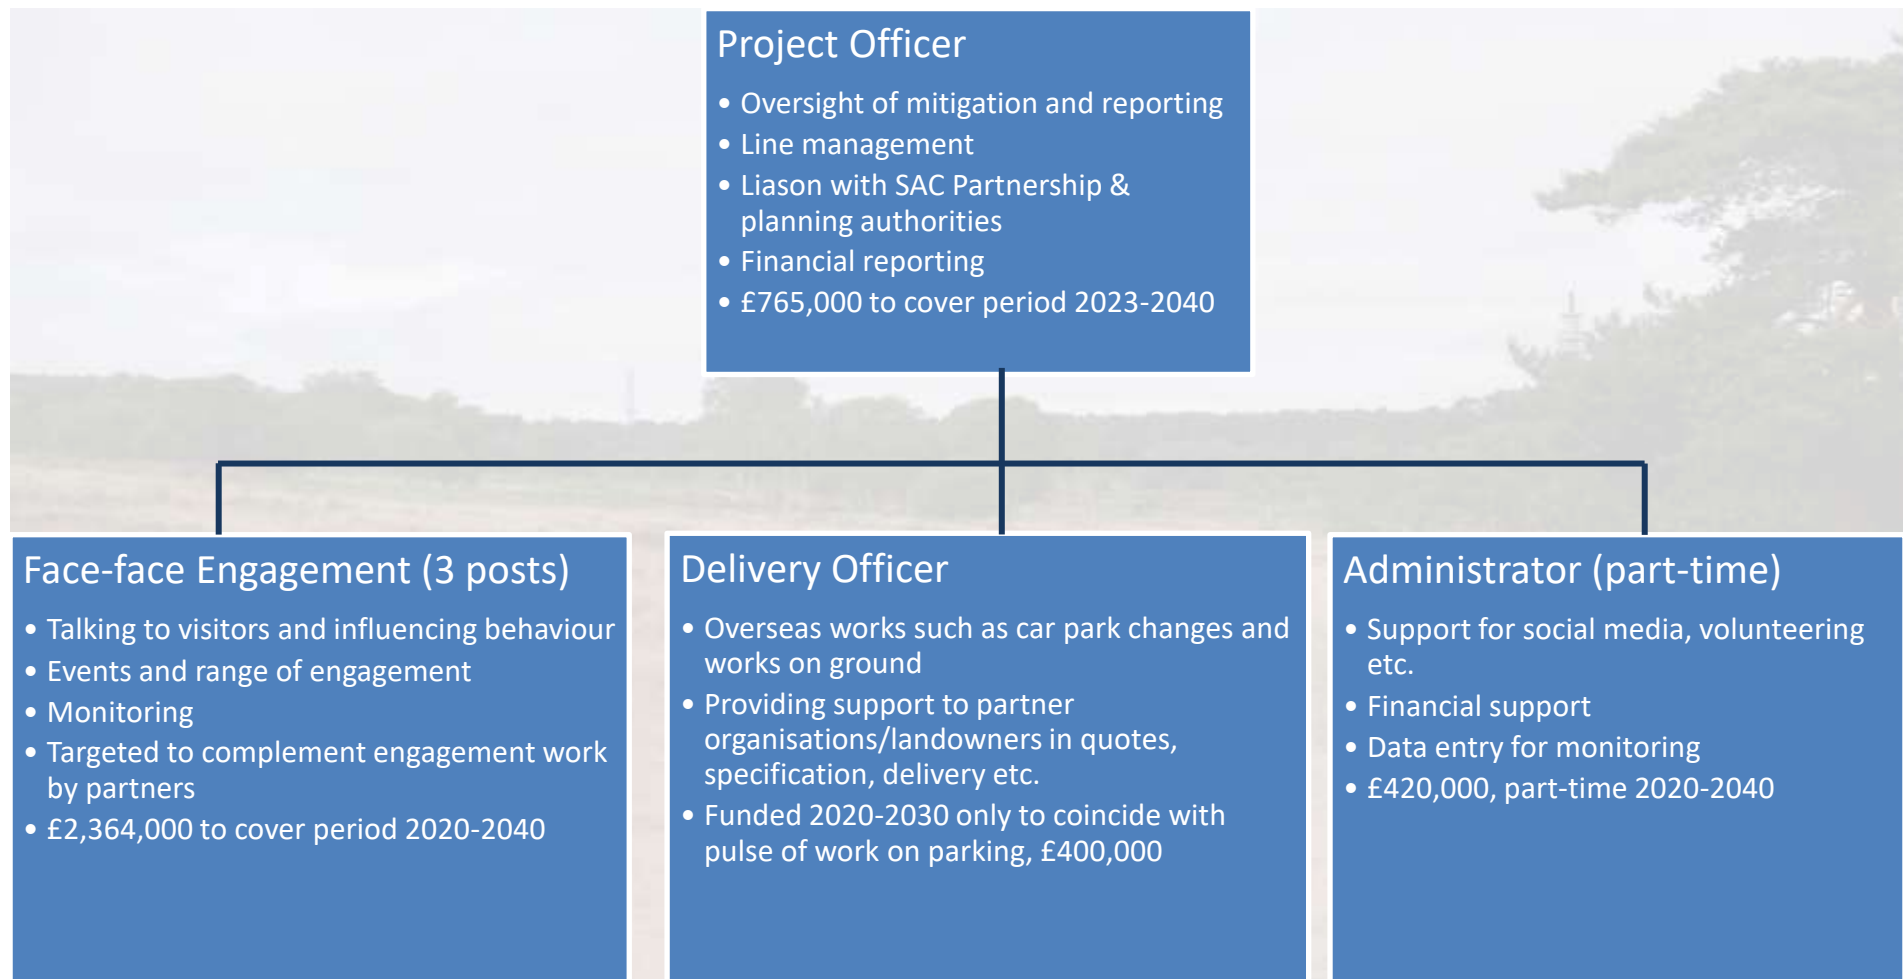 Project Officer
• Oversight of mitigation and reporting
• Line management
• Liason with SAC Partnership &
planning authorities
• Financial reporting
• £765,000 to cover period 2023-2040
Face-face Engagement (3 posts)
• Talking to visitors and influencing behaviour
• Events and range of engagement
• Monitoring
• Targeted to complement engagement work
by partners
• £2,364,000 to cover period 2020-2040
Delivery Officer
• Overseas works such as car park changes and
works on ground
• Providing support to partner
organisations/landowners in quotes,
specification, delivery etc.
• Funded 2020-2030 only to coincide with
pulse of work on parking, £400,000
Administrator (part-time)
• Support for social media, volunteering
etc.
• Financial support
• Data entry for monitoring
• £420,000, part-time 2020-2040